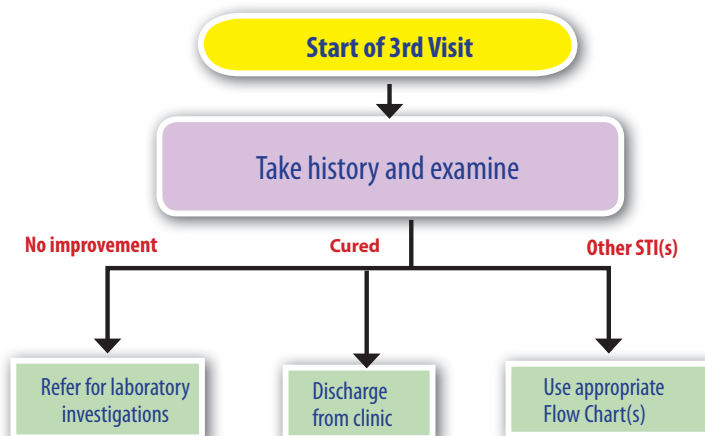 Start of 3rd Visit
Take history and examine
No improvement
Cured
Other STI(s)
Refer for laboratory
investigations
Discharge
from clinic
Use appropriate
Flow Chart(s)